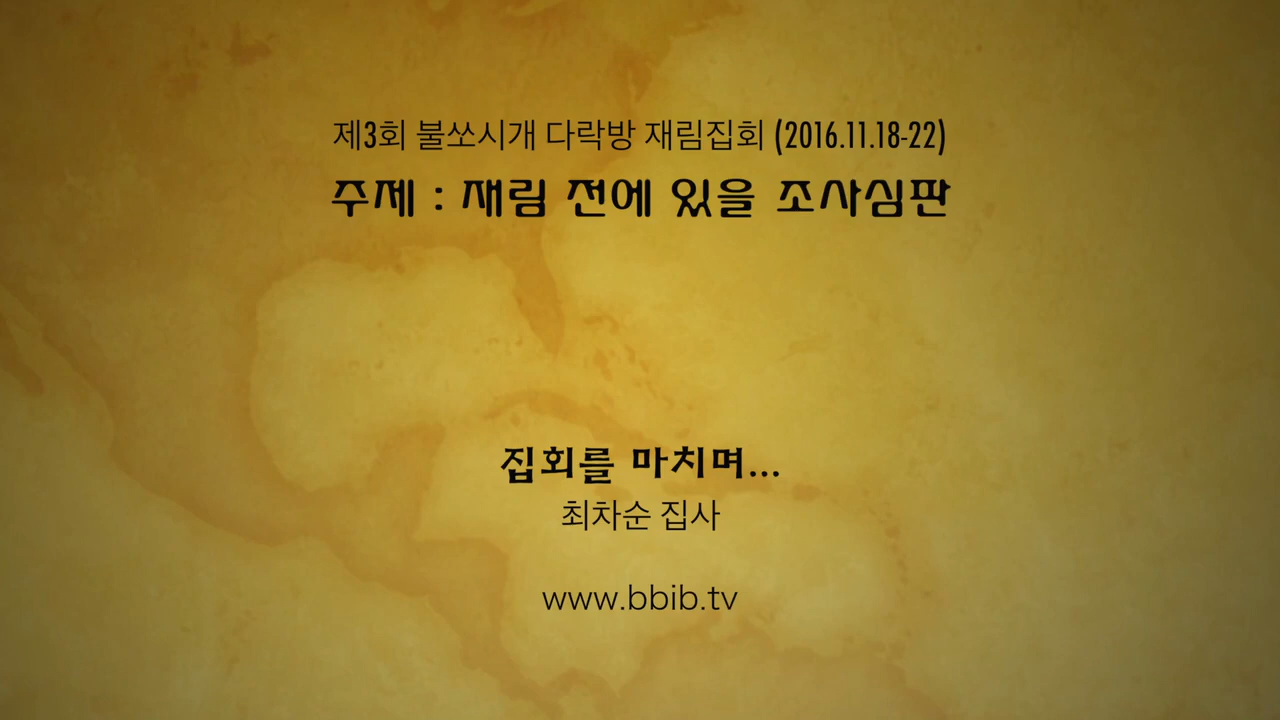 제3회 불쏘시개 다락방 재림집회 (2016.11.18-22)
주제 : 재림 전에 있을 조사심판
집회를 마치며...
최차순 집사
www.bbib.tv